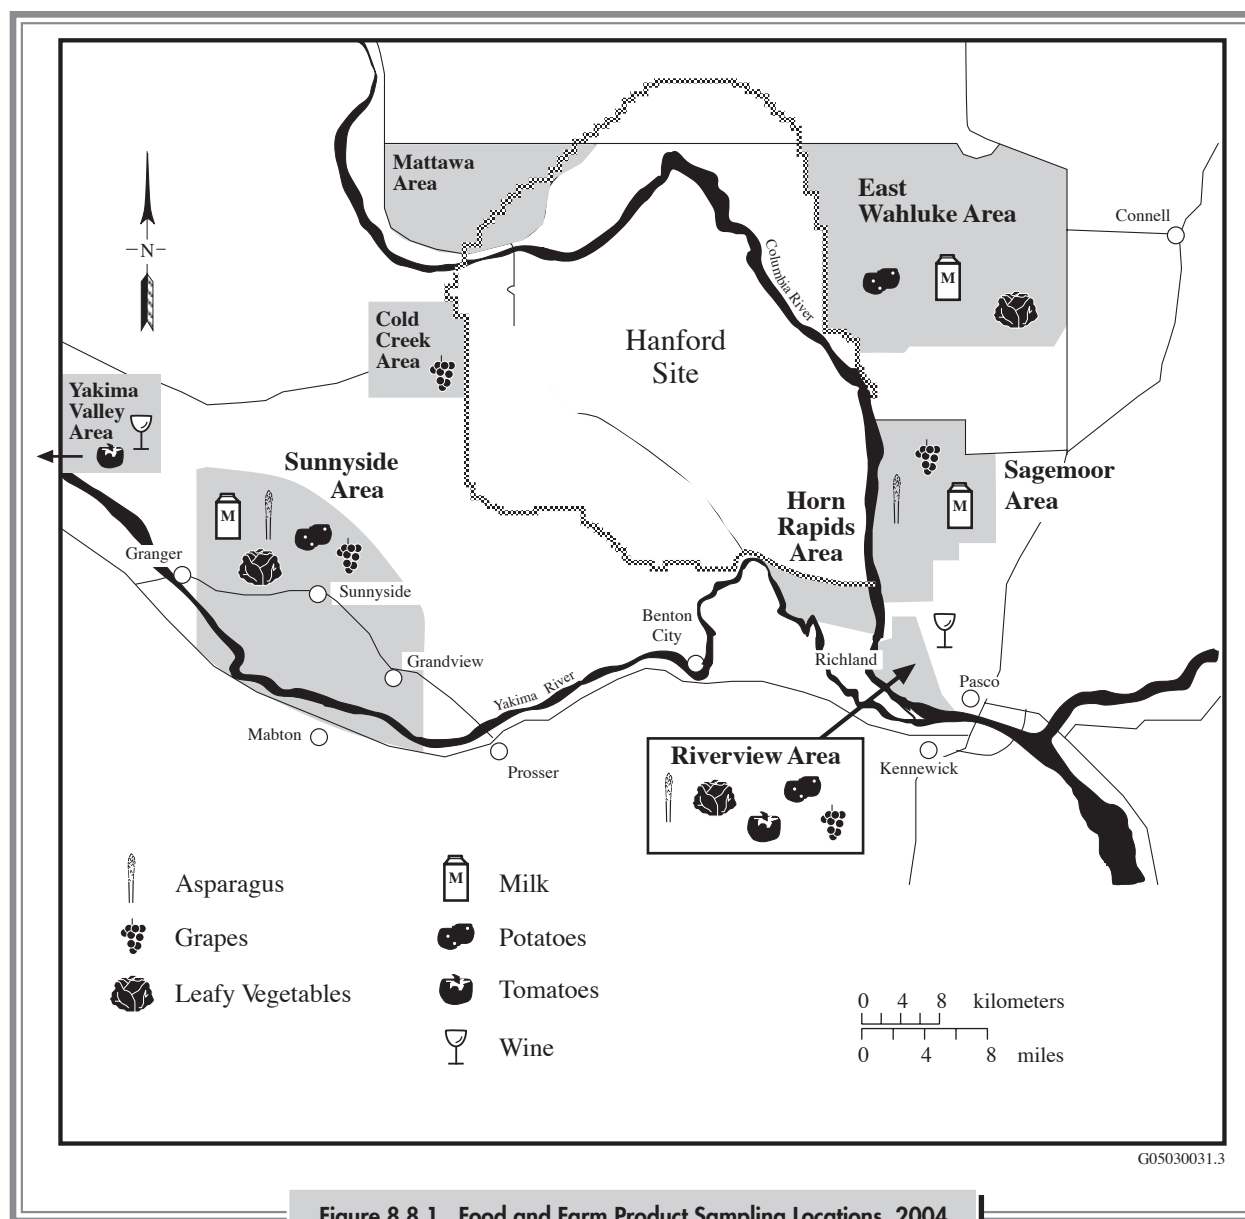 Mattawa
Area
East
Wahluke Area
Connell
N
M
Columbia River
Cold
Creek
Area
Hanford
Site
Yakima
Valley
Area
Sunnyside
Area
M
Horn
Rapids
Area
M
Sagemoor
Area
Granger
Sunnyside
Benton
City
Richland
Grandview
Yakima River
Pasco
Mabton
Prosser
Kennewick
Riverview Area
Asparagus
M
Milk
Grapes
Potatoes
Leafy Vegetables
Tomatoes
Wine
0 4 8 kilometers
0 4 8 miles
G05030031.3
Figure 8.8.1. Food and Farm Product Sampling Locations, 2004